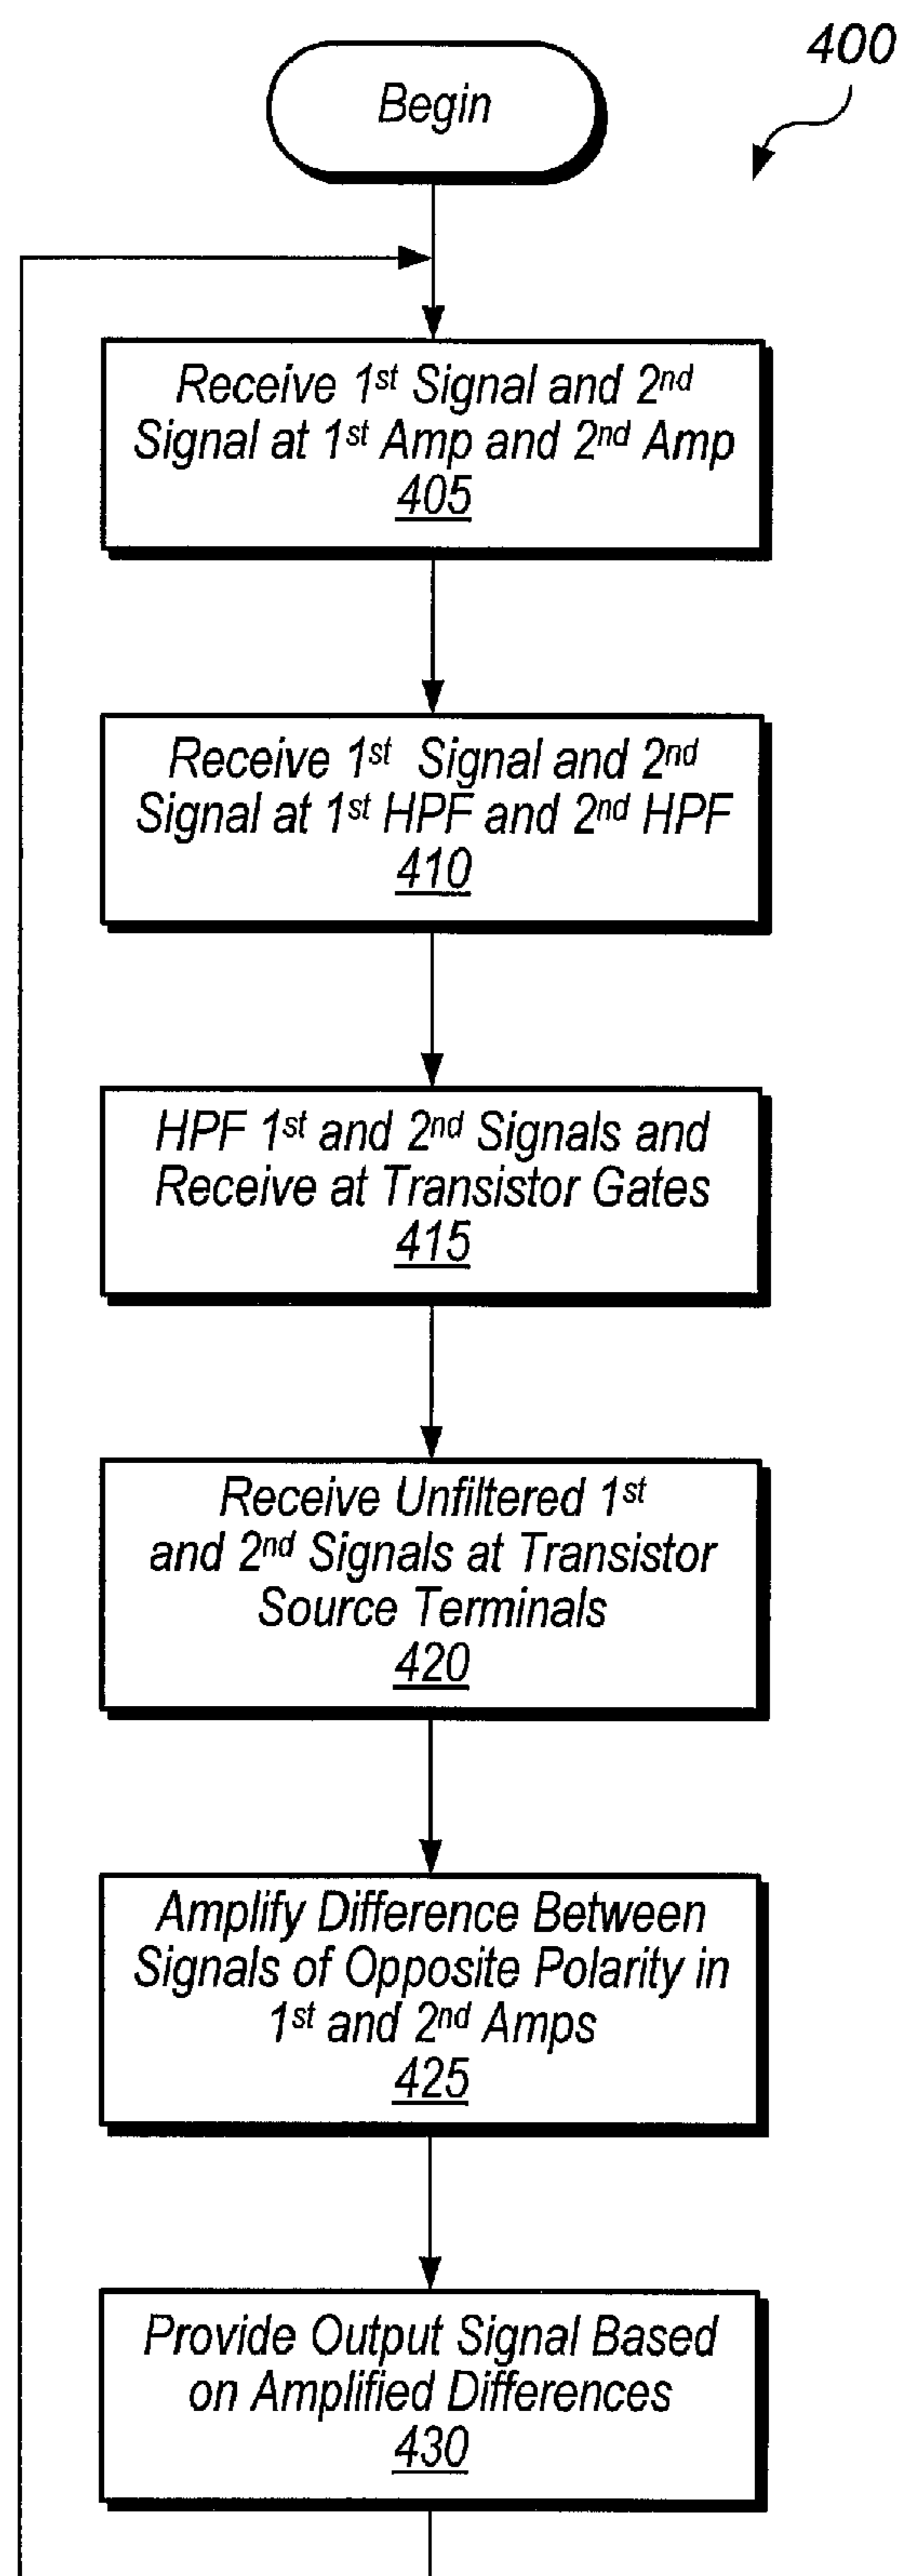 400
Begin
Receive 1st Signal and 2nd
Signal at 1st Amp and 2nd Amp
405
Receive 1st Signal and 2nd
Signal at 1st HPF and 2nd HPF
410
HPF 1st and 2nd Signals and
Receive at Transistor Gates
415
Receive Unfiltered 1st
and 2nd Signals at Transistor
Source Terminals
420
Amplify Difference Between
Signals of Opposite Polarity in
1st and 2nd Amps
425
Provide Output Signal Based
on Amplified Differences
430